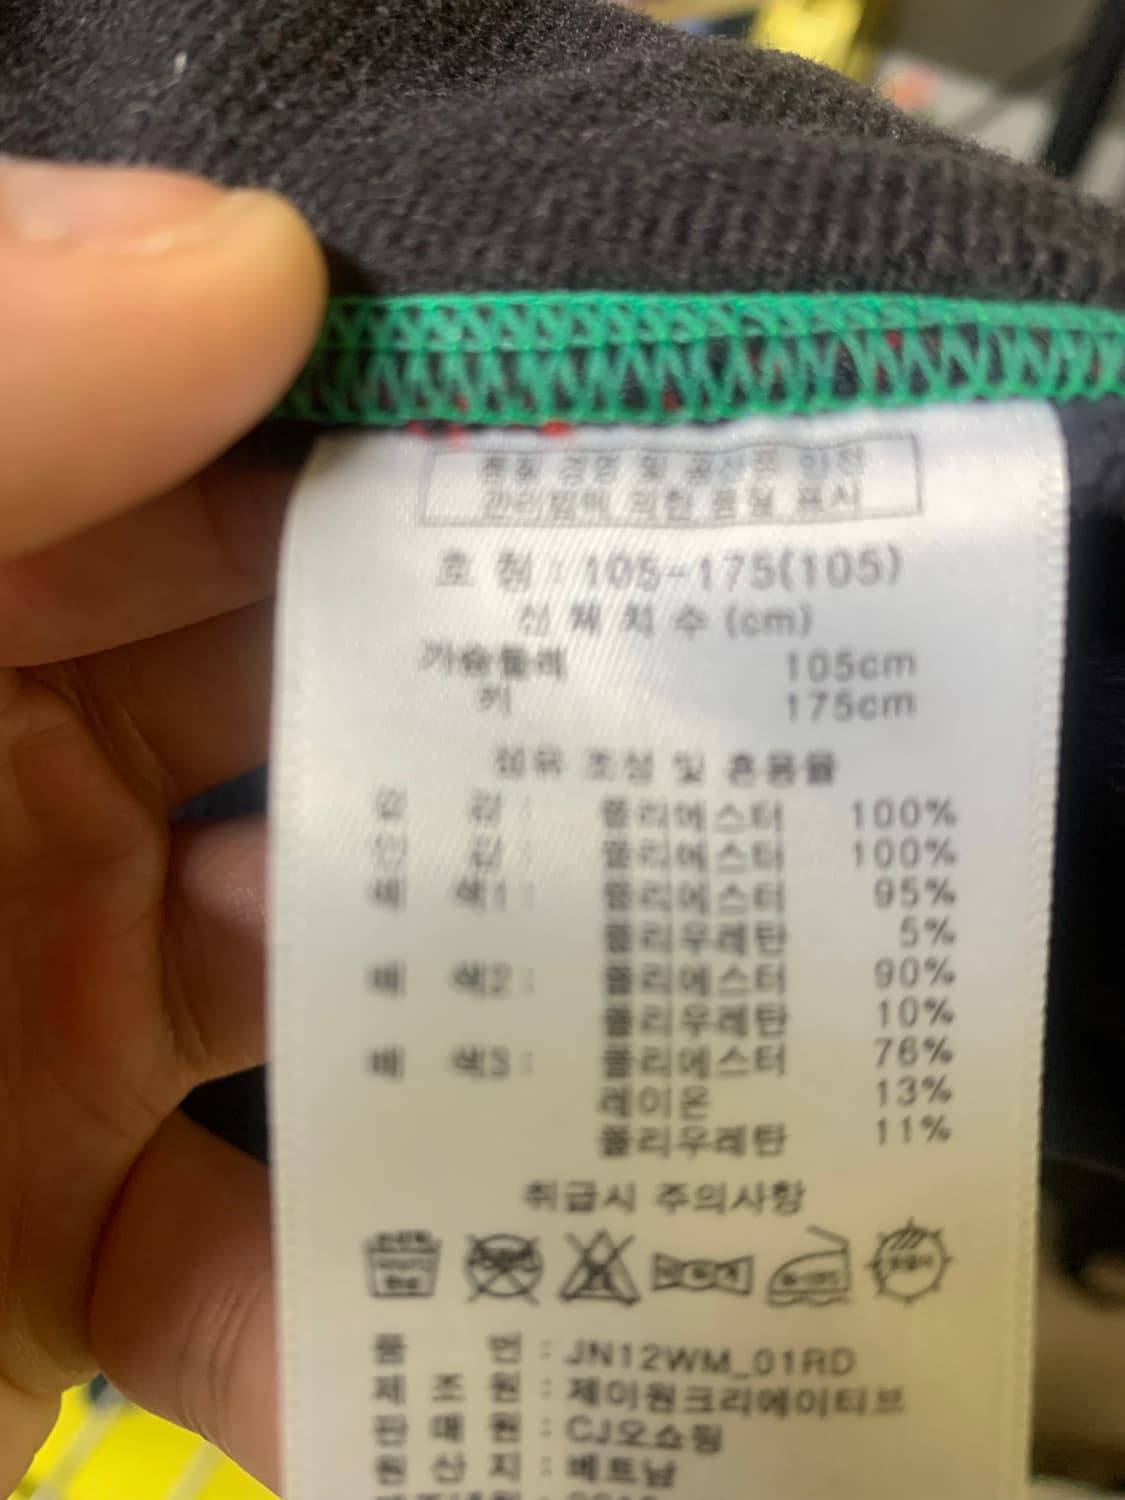 품질 경영 및 공산품 안전
관리법에 의한 품질 표시
호 칭 : 105-175(105)
신 체 치 수 (cm)
가슴둘레 105cm
키 175cm
섬유 조성 및 혼용율
겉 감 : 폴리에스터 100%
안 감 : 폴리에스터 100%
배 색1 : 폴리에스터 95%
폴리우레탄 5%
배 색2 : 폴리에스터 90%
폴리우레탄 10%
배 색3 : 폴리에스터 76%
레이온 13%
폴리우레탄 11%
취급시 주의사항
품 번 : JN12WM_01RD
제 조 원 : 제이원크리에이티브
판 매 원 : CJ오쇼핑
원 산 지 : 베트남